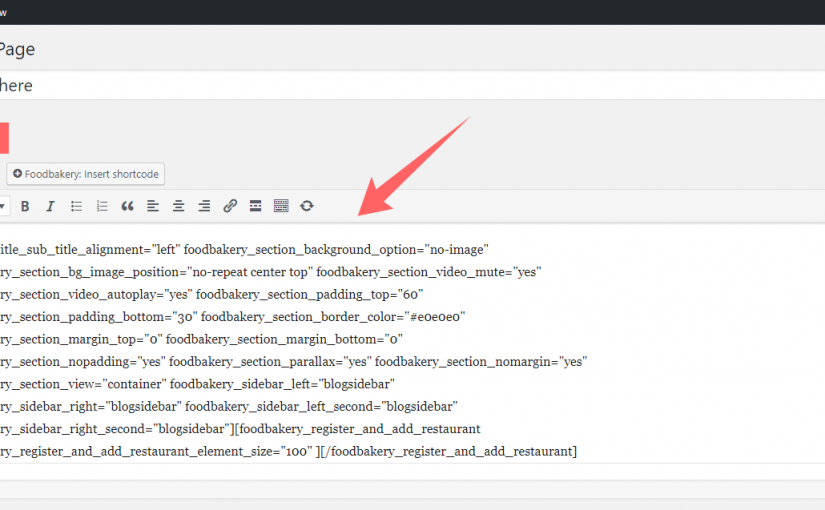 w
Page
here
Foodbakery: Insert shortcode
B I
itle_sub_title_alignment="left" foodbakery_section_background_option="no-image"
ry_section_bg_image_position="no-repeat center top" foodbakery_section_video_mute="yes"
ry_section_video_autoplay="yes" foodbakery_section_padding_top="60"
ry_section_padding_bottom="30" foodbakery_section_border_color="#e0e0e0"
ry_section_margin_top="0" foodbakery_section_margin_bottom="0"
ry_section_nopadding="yes" foodbakery_section_parallax="yes" foodbakery_section_nomargin="yes"
ry_section_view="container" foodbakery_sidebar_left="blogsidebar"
ry_sidebar_right="blogsidebar" foodbakery_sidebar_left_second="blogsidebar"
ry_sidebar_right_second="blogsidebar"][foodbakery_register_and_add_restaurant
ry_register_and_add_restaurant_element_size="100" ][/foodbakery_register_and_add_restaurant]